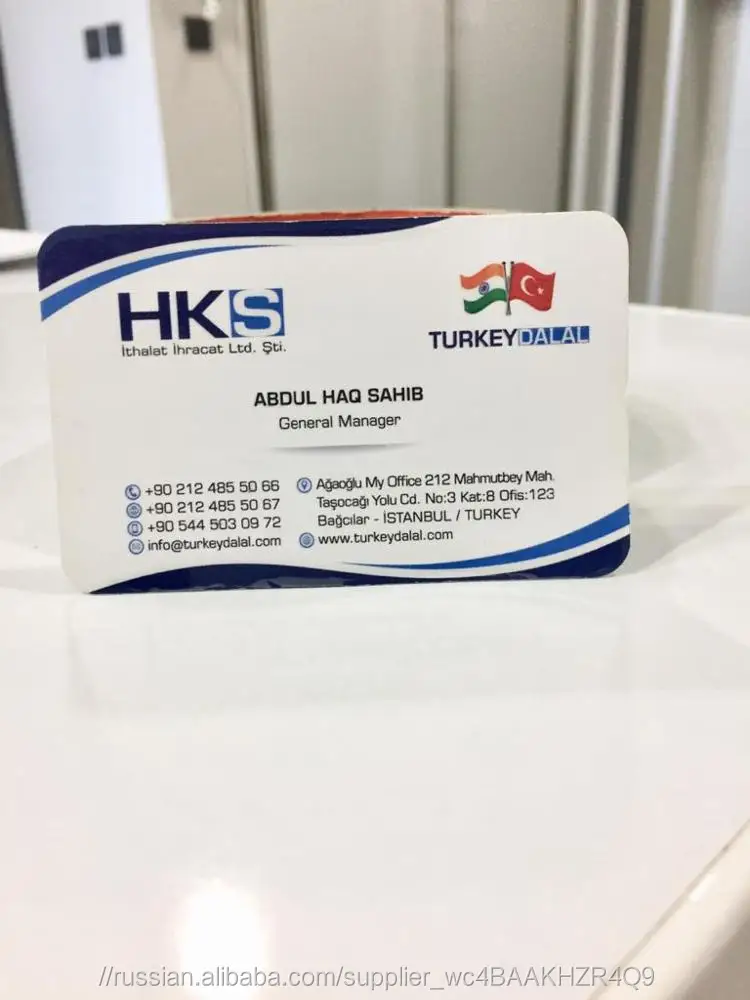 HKS
İthalat İhracat Ltd. Şti.
TURKEYDALAL
ABDUL HAQ SAHIB
General Manager
+90 212 485 50 66
+90 212 485 50 67
+90 544 503 09 72
info@turkeydalal.com
Ağaoğlu My Office 212 Mahmutbey Mah.
Taşocağı Yolu Cd. No:3 Kat:8 Ofis:123
Bağcılar - İSTANBUL / TURKEY
www.turkeydalal.com
//russian.alibaba.com/supplier_wc4BAAKHZR4Q9